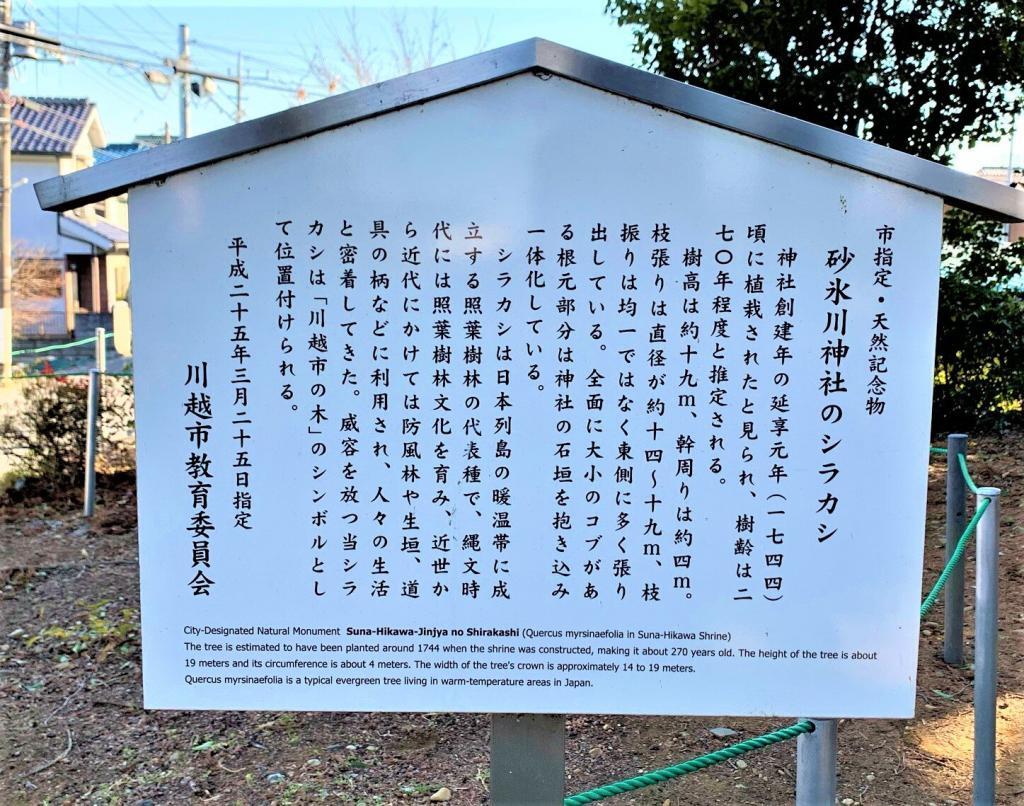 市指定・天然記念物
砂氷川神社のシラカシ
神社創建年の延享元年（一七四四）
頃に植栽されたと見られ、樹齢は二
七〇年程度と推定される。
樹高は約十九m、幹周りは約四m。
枝張りは直径が約十四～十九m、枝
振りは均一ではなく東側に多く張り
出している。全面に大小のコブがあ
る根元部分は神社の石垣を抱き込み
一体化している。
シラカシは日本列島の暖温帯に成
立する照葉樹林の代表種で、縄文時
代には照葉樹林文化を育み、近世か
ら近代にかけては防風林や生垣、道
具の柄などに利用され、人々の生活
と密着してきた。威容を放つ当シラ
カシは「川越市の木」のシンボルとし
て位置付けられる。
平成二十五年三月二十五日指定
川越市教育委員会
City-Designated Natural Monument Suna-Hikawa-Jinjya no Shirakashi (Quercus myrsinaefolia in Suna-Hikawa Shrine)
The tree is estimated to have been planted around 1744 when the shrine was constructed, making it about 270 years old. The height of the tree is about
19 meters and its circumference is about 4 meters. The width of the tree's crown is approximately 14 to 19 meters.
Quercus myrsinaefolia is a typical evergreen tree living in warm-temperature areas in Japan.